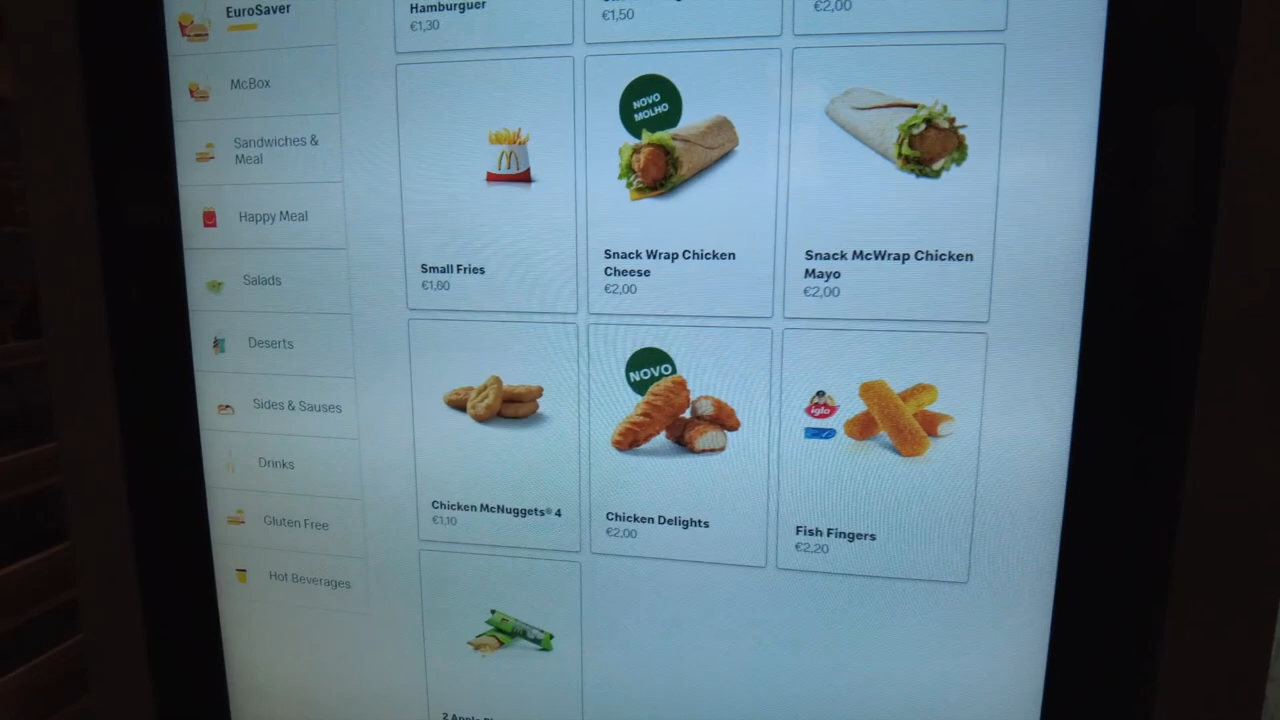 EuroSaver
McBox
Sandwiches &
Meal
Happy Meal
Salads
Deserts
Sides & Sauses
Drinks
Gluten Free
Hot Beverages
Hamburguer
€1,30
€1,50
€2,00
Small Fries
€1,60
NOVO
MOLHO
Snack Wrap Chicken
Cheese
€2,00
Snack McWrap Chicken
Mayo
€2,00
Chicken McNuggets® 4
€1,10
NOVO
Chicken Delights
€2,00
iglo
Fish Fingers
€2,20
2 Apple